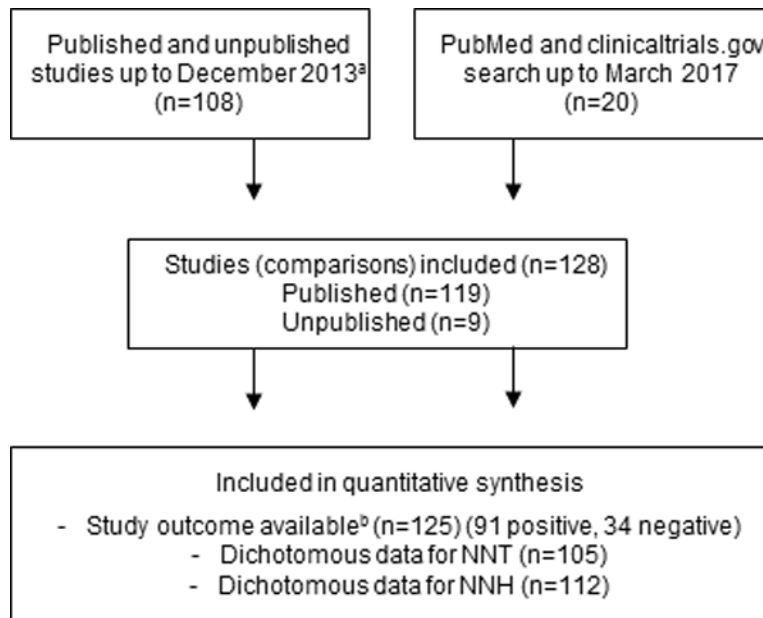 Published and unpublished
studies up to December 2013ª
(n=108)
PubMed and clinicaltrials.gov
search up to March 2017
(n=20)
Studies (comparisons) included (n=128)
Published (n=119)
Unpublished (n=9)
Included in quantitative synthesis
- Study outcome availableᵇ (n=125) (91 positive, 34 negative)
- Dichotomous data for NNT (n=105)
- Dichotomous data for NNH (n=112)